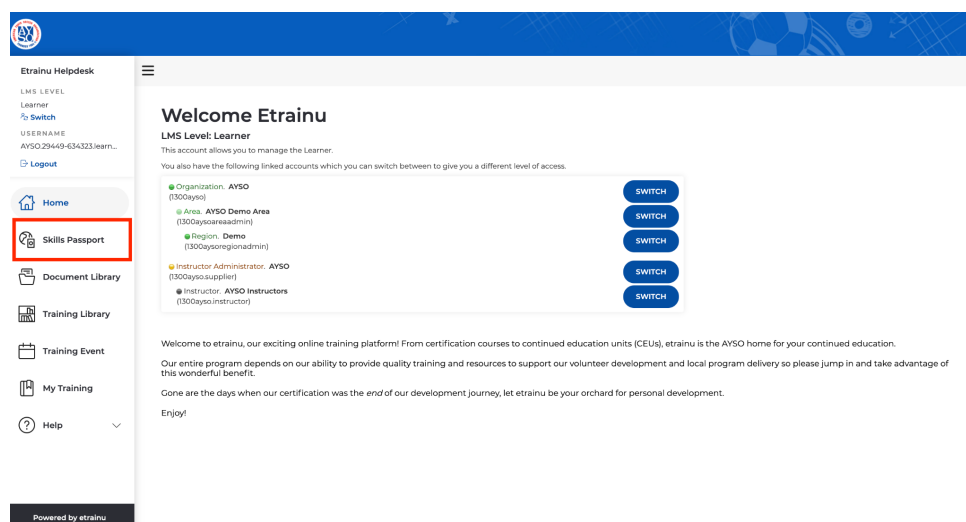 AYSO
Etrainu Helpdesk
LMS LEVEL
Learner
Switch
USERNAME
AYSO.29449-634323.learn...
Logout
Home
Skills Passport
Document Library
Training Library
Training Event
My Training
Help
Powered by etrainu
Welcome Etrainu
LMS Level: Learner
This account allows you to manage the Learner.
You also have the following linked accounts which you can switch between to give you a different level of access.
Organization. AYSO
(1300ayso)
SWITCH
Area. AYSO Demo Area
(1300aysoareaadmin)
SWITCH
Region. Demo
(1300aysoregionadmin)
SWITCH
Instructor Administrator. AYSO
(1300ayso.supplier)
SWITCH
Instructor. AYSO Instructors
(1300ayso.instructor)
SWITCH
Welcome to etrainu, our exciting online training platform! From certification courses to continued education units (CEUs), etrainu is the AYSO home for your continued education.
Our entire program depends on our ability to provide quality training and resources to support our volunteer development and local program delivery so please jump in and take advantage of
this wonderful benefit.
Gone are the days when our certification was the end of our development journey, let etrainu be your orchard for personal development.
Enjoy!